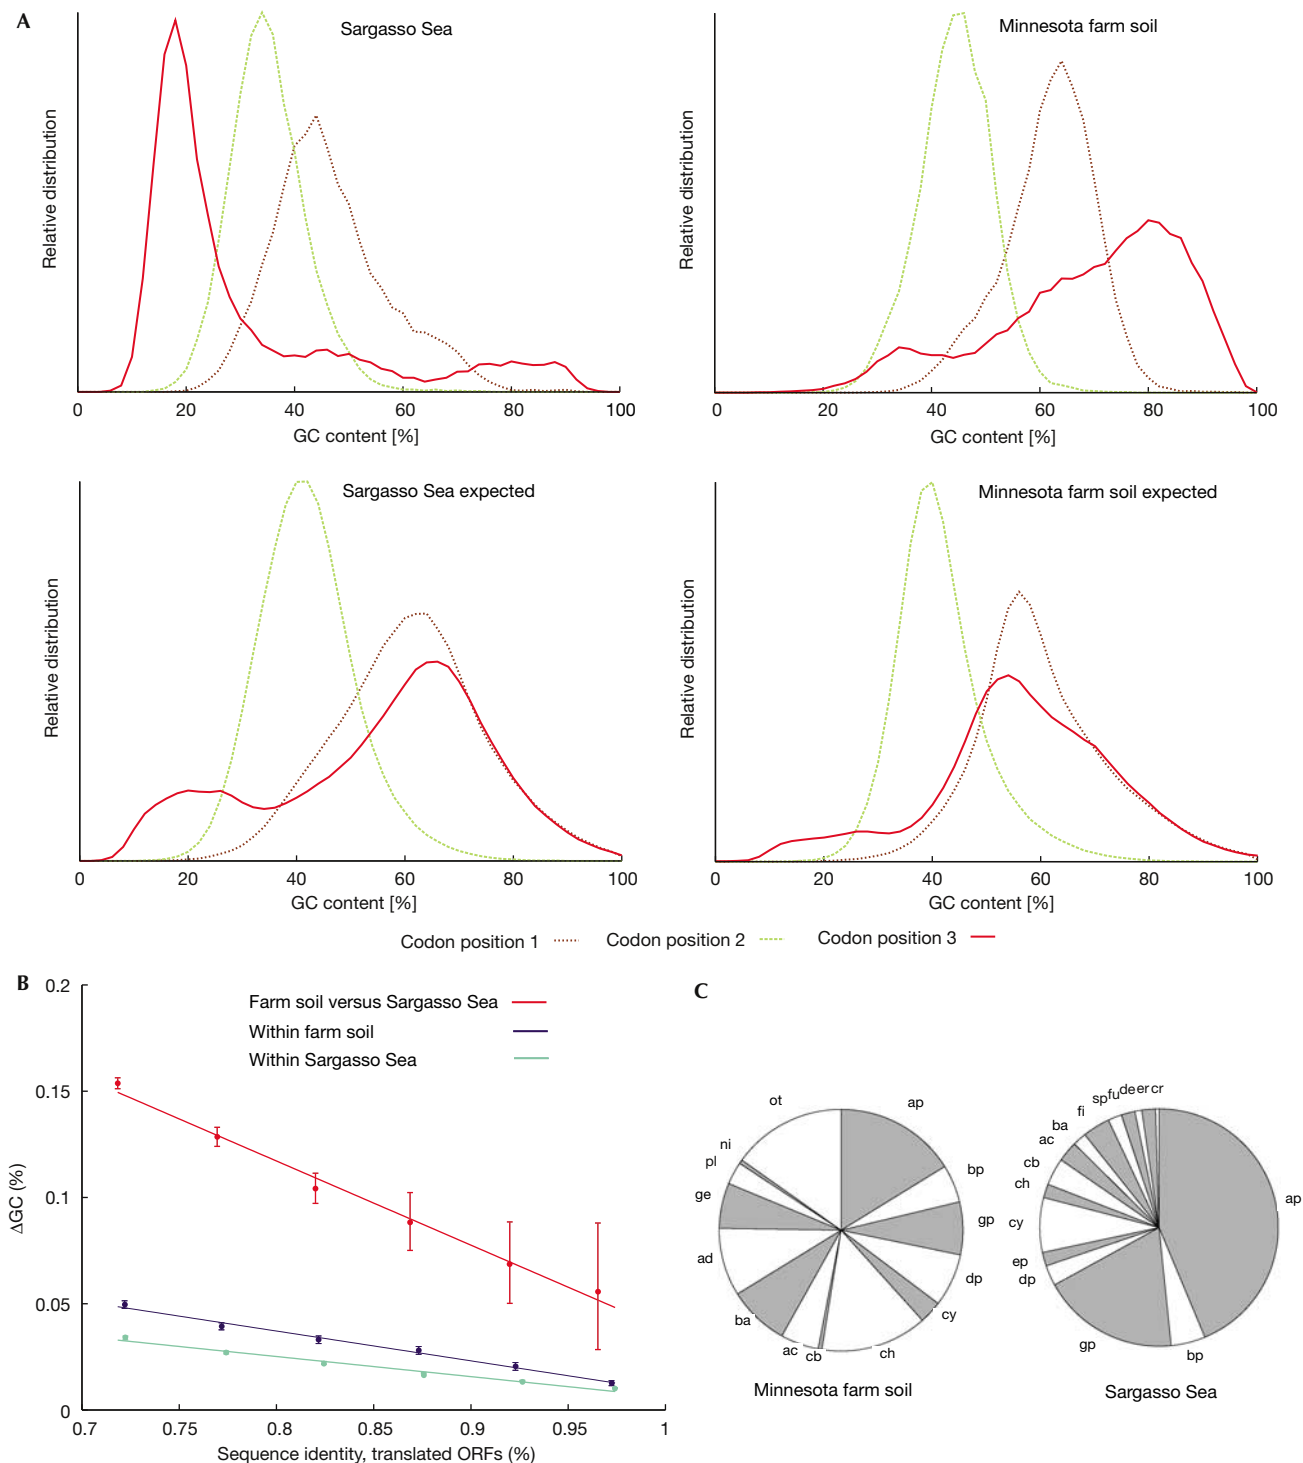 A
Sargasso Sea
Relative distribution
0 20 40 60 80 100
GC content [%]
Minnesota farm soil
Relative distribution
0 20 40 60 80 100
GC content [%]
Sargasso Sea expected
Relative distribution
0 20 40 60 80 100
GC content [%]
Minnesota farm soil expected
Relative distribution
0 20 40 60 80 100
GC content [%]
Codon position 1 Codon position 2 Codon position 3
B
Farm soil versus Sargasso Sea
Within farm soil
Within Sargasso Sea
0.2
0.15
0.1
0.05
0
ΔGC (%)
0.7 0.75 0.8 0.85 0.9 0.95 1
Sequence identity, translated ORFs (%)
C
ot
ap
ni
pl
bp
ge
gp
ad
dp
ba
cy
ac
cb
ch
Minnesota farm soil
sp fu de er cr
fi
ba
ac
cb
ch
cy
ap
ep
dp
gp
bp
Sargasso Sea